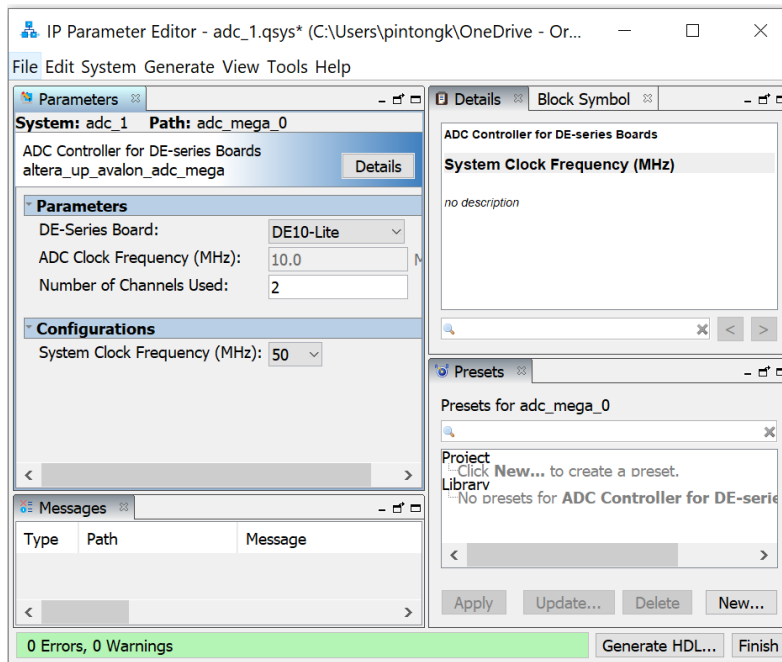 IP Parameter Editor - adc_1.qsys* (C:\Users\pintongk\OneDrive - Or...
File Edit System Generate View Tools Help
Parameters
System: adc_1 Path: adc_mega_0
ADC Controller for DE-series Boards
altera_up_avalon_adc_mega
Details
Parameters
DE-Series Board: DE10-Lite
ADC Clock Frequency (MHz): 10.0 M
Number of Channels Used: 2
Configurations
System Clock Frequency (MHz): 50
Details Block Symbol
ADC Controller for DE-series Boards
System Clock Frequency (MHz)
no description
< >
Presets
Presets for adc_mega_0
Project
Click New... to create a preset.
Library
No presets for ADC Controller for DE-serie
Apply Update... Delete New...
Messages
Type Path Message
0 Errors, 0 Warnings
Generate HDL... Finish